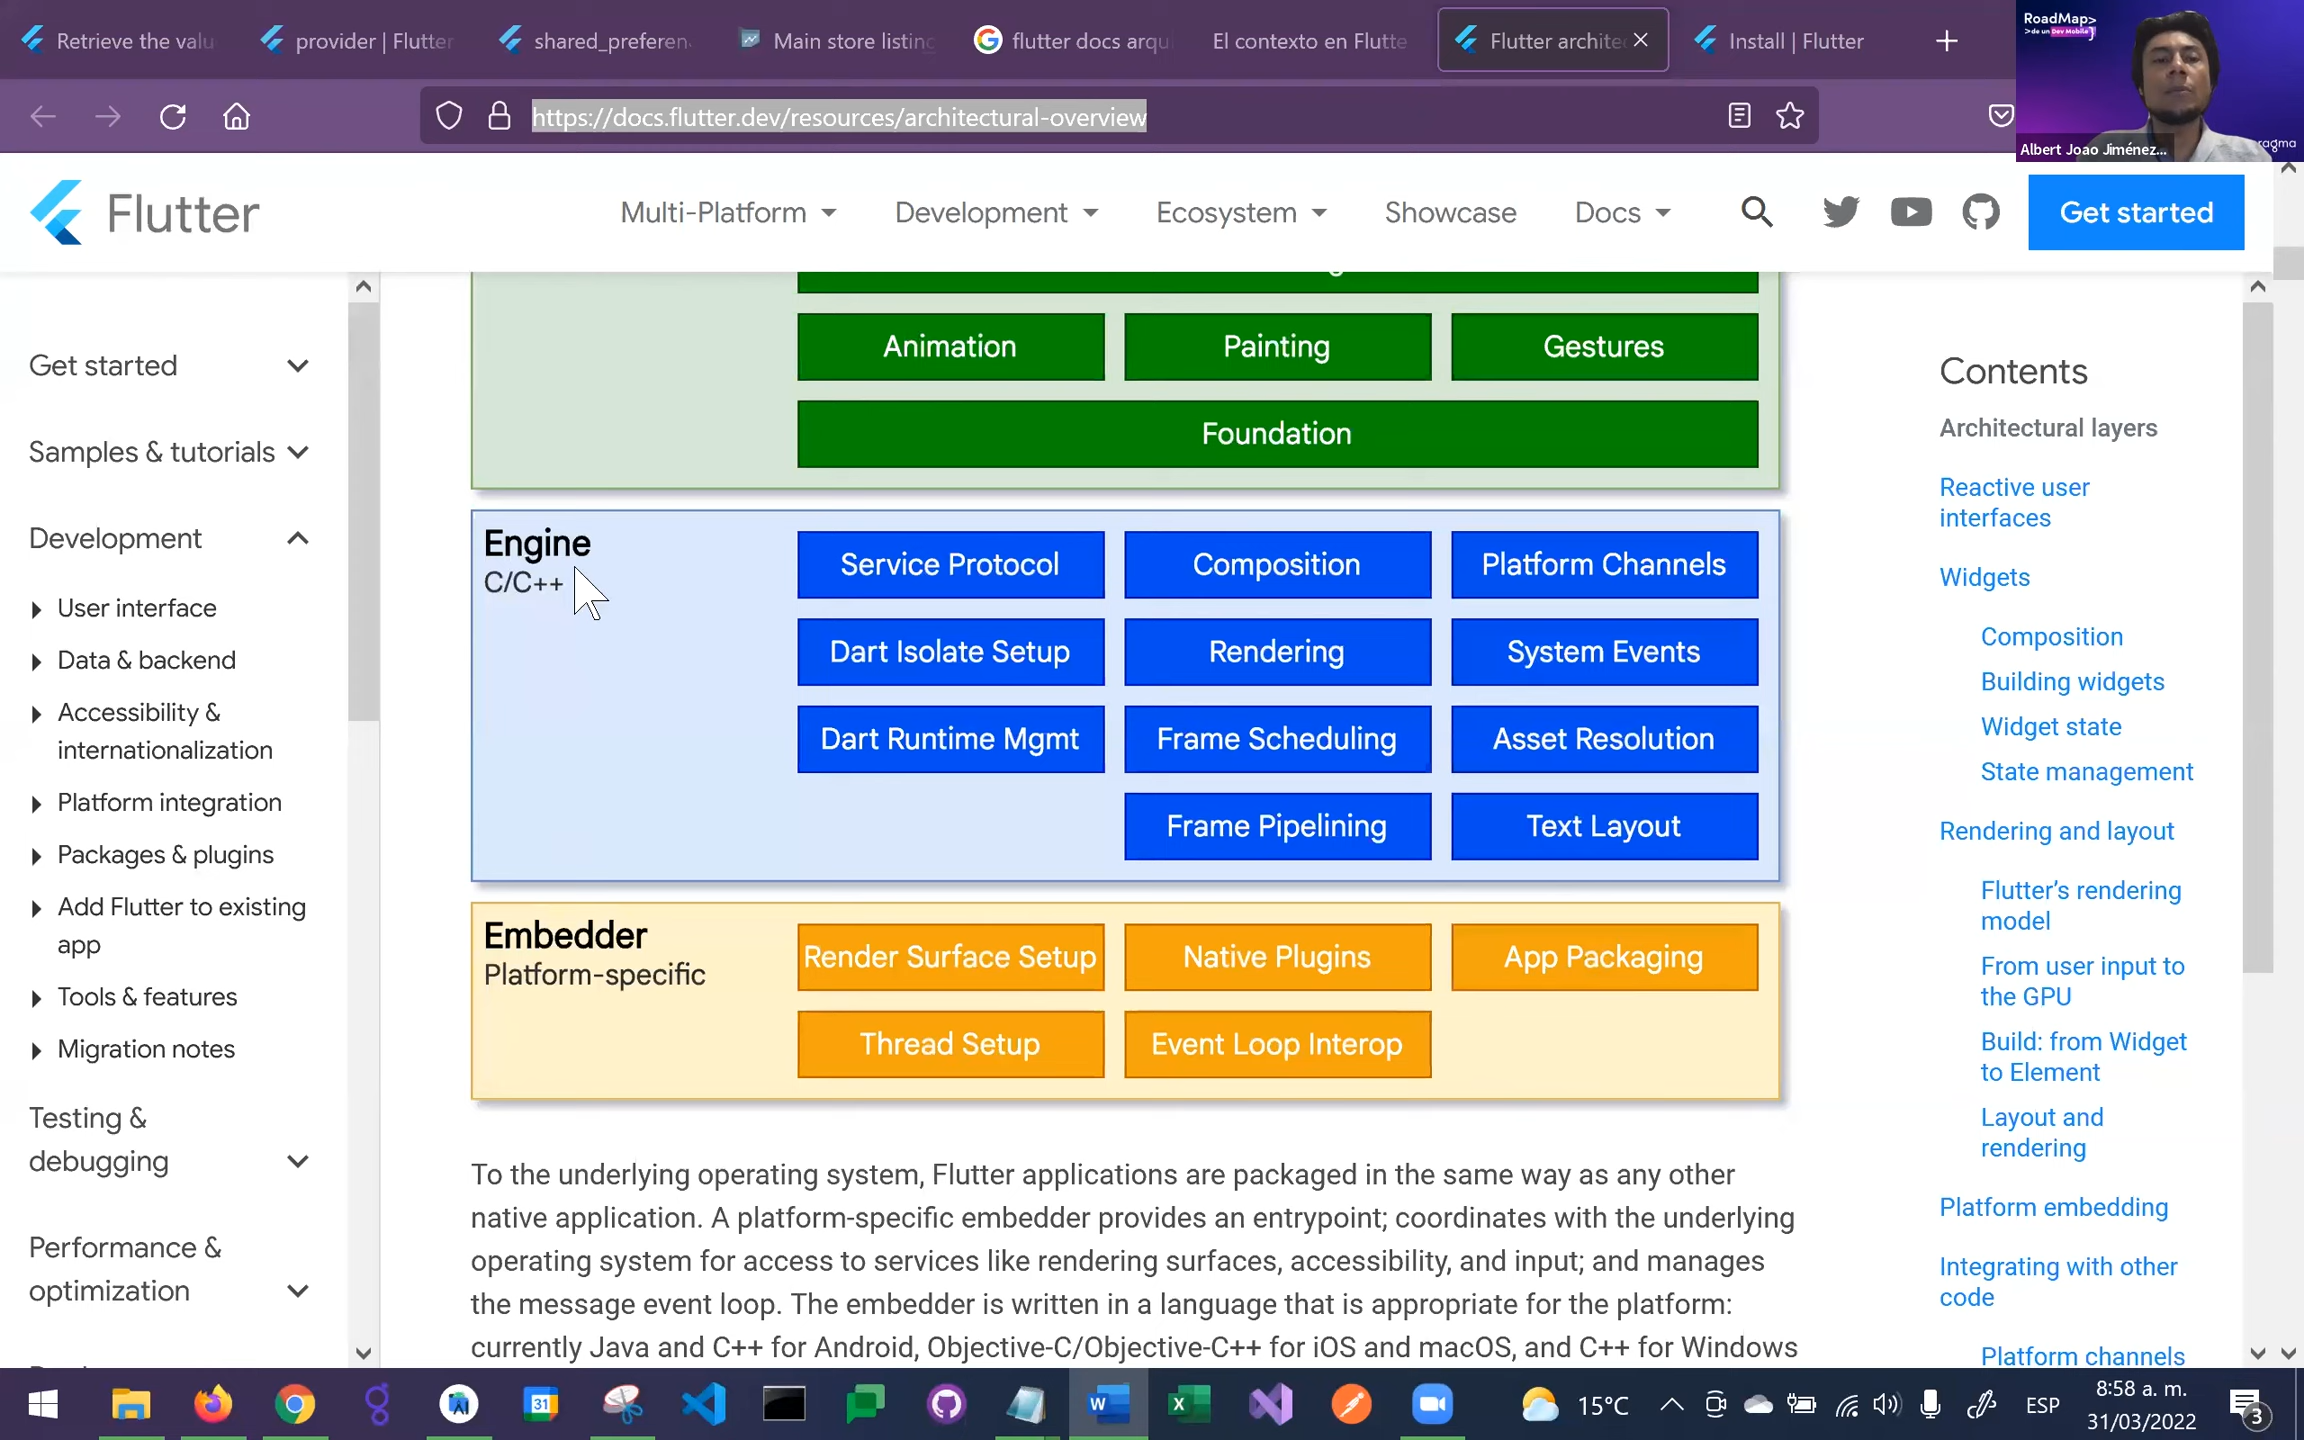 Retrieve the valu
provider | Flutter
shared_preferen
Main store listing
flutter docs arqu
El contexto en Flutte
Flutter archite
Install | Flutter
RoadMap>
>de un Dev Mobile}
https://docs.flutter.dev/resources/architectural-overview
Albert Joao Jiménez...
ragma
Flutter
Multi-Platform
Development
Ecosystem
Showcase
Docs
Get started
Get started
Samples & tutorials
Development
User interface
Data & backend
Accessibility &
internationalization
Platform integration
Packages & plugins
Add Flutter to existing
app
Tools & features
Migration notes
Testing &
debugging
Performance &
optimization
Animation
Painting
Gestures
Foundation
Engine
C/C++
Service Protocol
Composition
Platform Channels
Dart Isolate Setup
Rendering
System Events
Dart Runtime Mgmt
Frame Scheduling
Asset Resolution
Frame Pipelining
Text Layout
Embedder
Platform-specific
Render Surface Setup
Native Plugins
App Packaging
Thread Setup
Event Loop Interop
To the underlying operating system, Flutter applications are packaged in the same way as any other
native application. A platform-specific embedder provides an entrypoint; coordinates with the underlying
operating system for access to services like rendering surfaces, accessibility, and input; and manages
the message event loop. The embedder is written in a language that is appropriate for the platform:
currently Java and C++ for Android, Objective-C/Objective-C++ for iOS and macOS, and C++ for Windows
Contents
Architectural layers
Reactive user
interfaces
Widgets
Composition
Building widgets
Widget state
State management
Rendering and layout
Flutter's rendering
model
From user input to
the GPU
Build: from Widget
to Element
Layout and
rendering
Platform embedding
Integrating with other
code
Platform channels
31
15°C
ESP
8:58 a. m.
31/03/2022
3